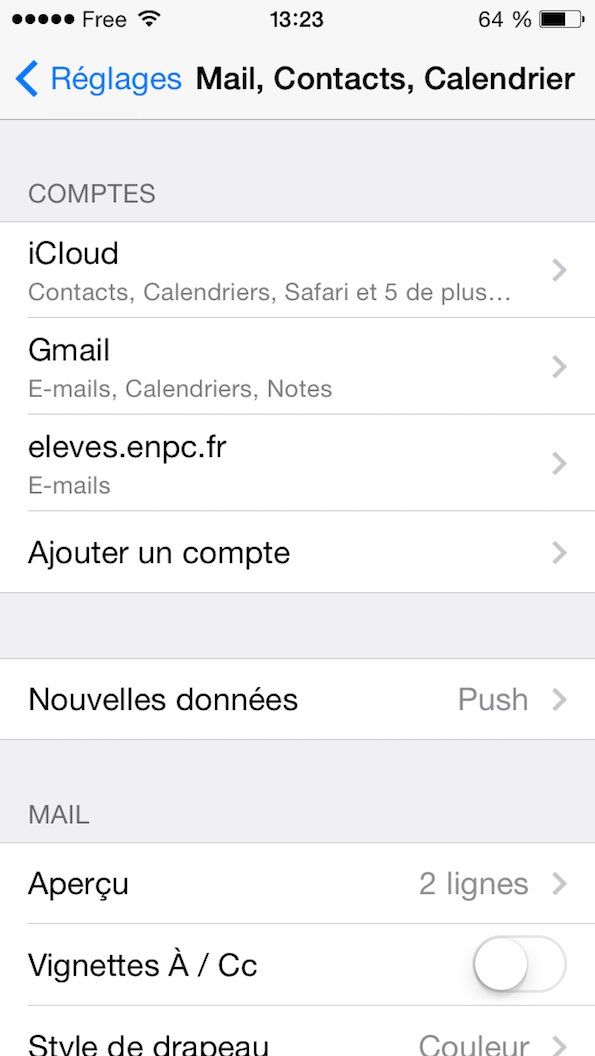 Free 13:23 64 %
Réglages Mail, Contacts, Calendrier
COMPTES
iCloud
Contacts, Calendriers, Safari et 5 de plus...
Gmail
E-mails, Calendriers, Notes
eleves.enpc.fr
E-mails
Ajouter un compte
Nouvelles données Push
MAIL
Aperçu 2 lignes
Vignettes À / Cc
Style de drapeau Couleur